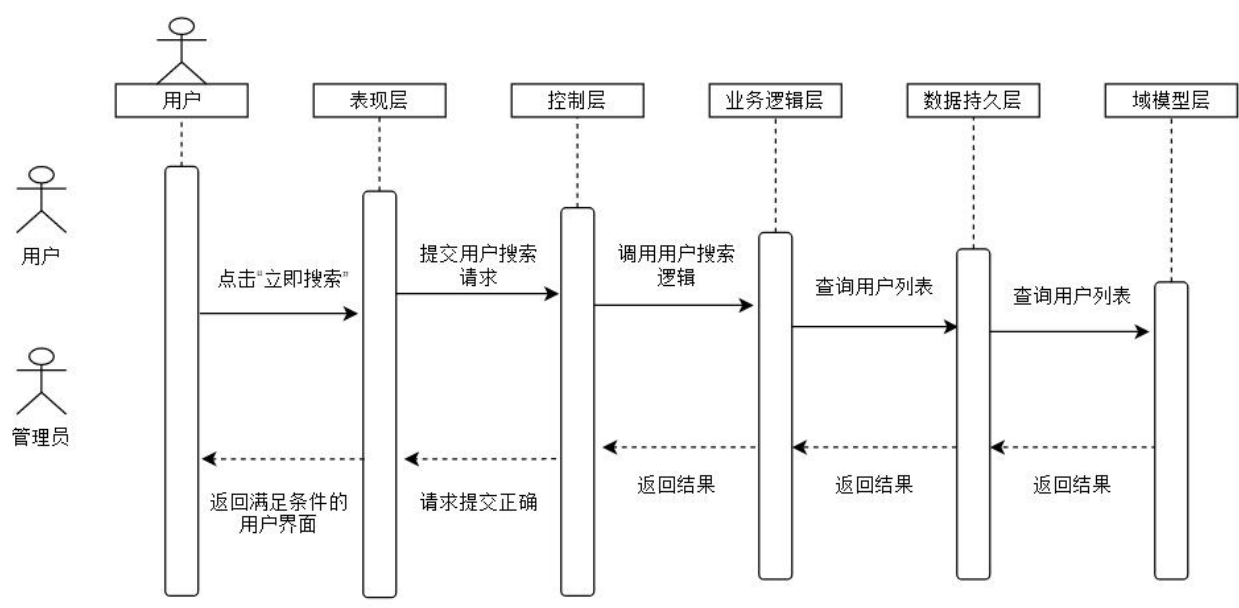 用户
表现层
控制层
业务逻辑层
数据持久层
域模型层
用户
点击“立即搜索”
提交用户搜索
请求
调用用户搜索
逻辑
查询用户列表
查询用户列表
管理员
返回满足条件的
用户界面
请求提交正确
返回结果
返回结果
返回结果